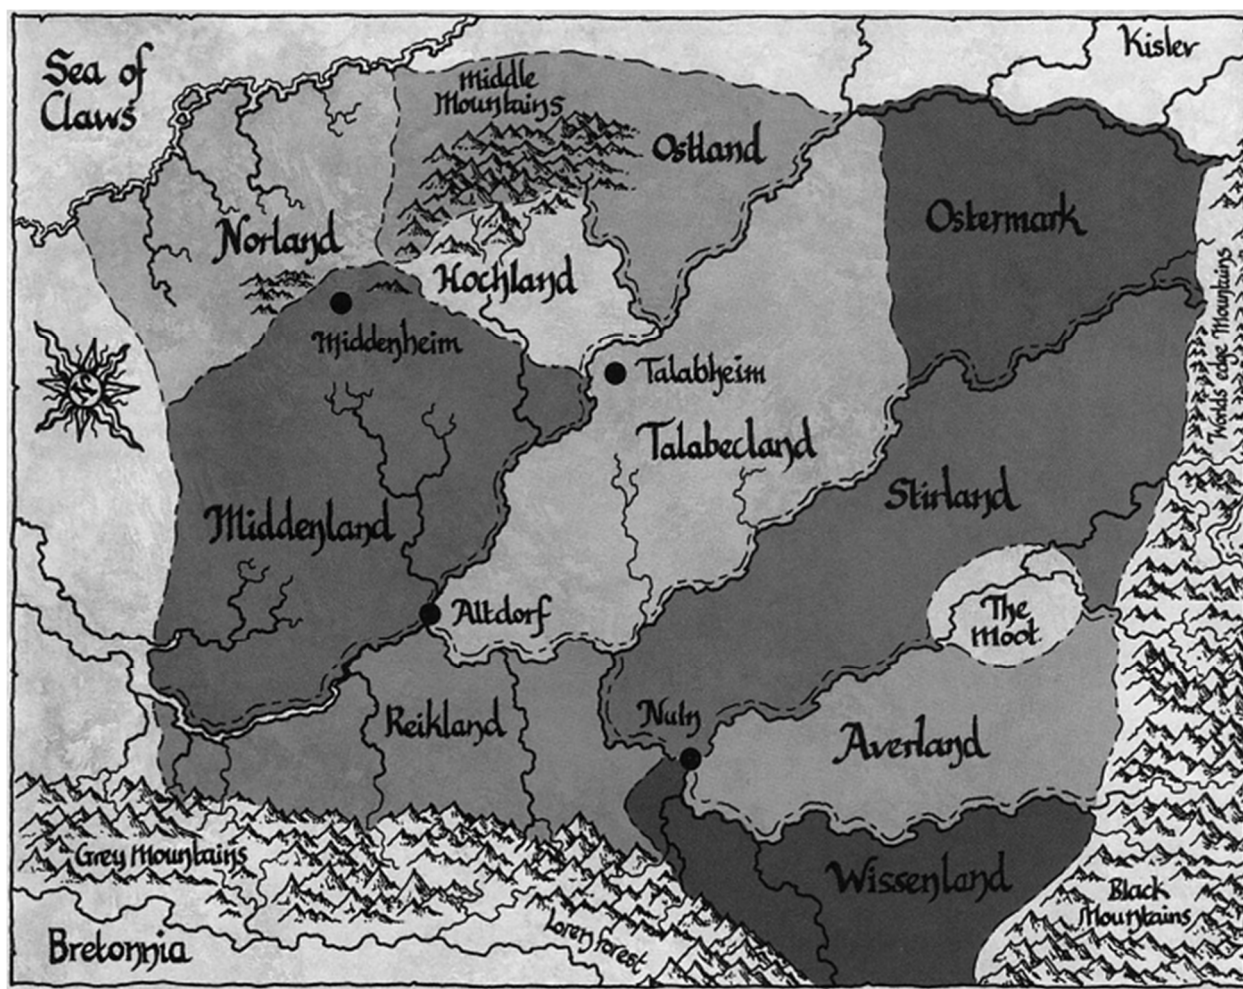 Sea of
Claws
Kislev
Middle
Mountains
Ostland
Ostermark
Norland
Hochland
Worlds edge Mountains
Middenheim
Talabheim
Talabecland
Stirland
Middenland
Altdorf
The
Moot
Reikland
Nuln
Averland
Grey Mountains
Wissenland
Black
Mountains
Bretonnia
Loren Forest